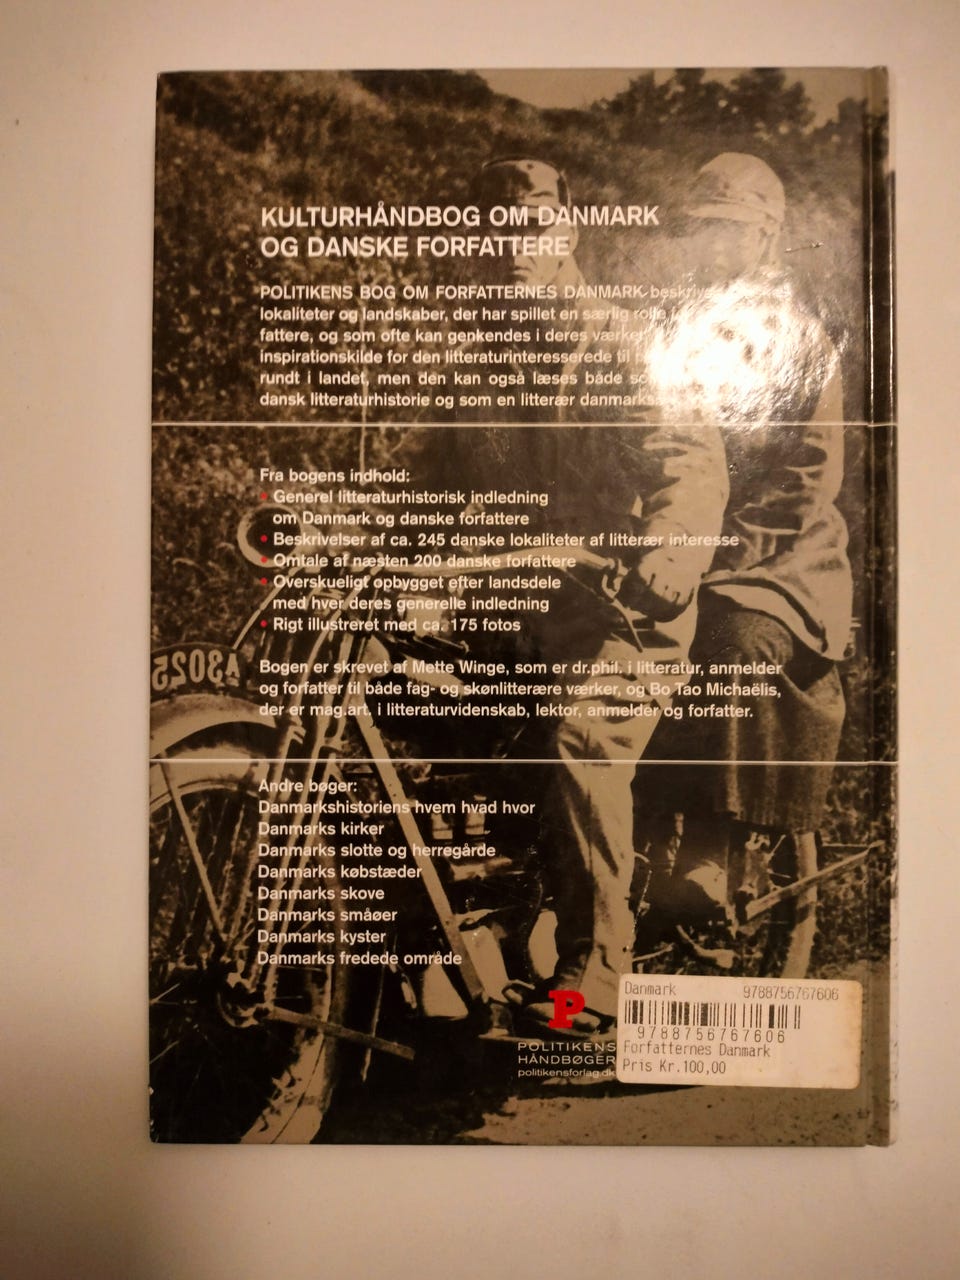 KULTURHÅNDBOG OM DANMARK
OG DANSKE FORFATTERE
POLITIKENS BOG OM FORFATTERNES DANMARK
lokaliteter og landskaber, der har spillet en særlig rolle
fattere, og som ofte kan genkendes i deres værker
inspirationskilde for den litteraturinteresserede til
rundt i landet, men den kan også læses både
dansk litteraturhistorie og som en litterær
Fra bogens indhold:
• Generel litteraturhistorisk indledning
om Danmark og danske forfattere
• Beskrivelser af ca. 245 danske lokaliteter af litterær interesse
• Omtale af næsten 200 danske forfattere
• Overskueligt opbygget efter landsdele
med hver deres generelle indledning
• Rigt illustreret med ca. 175 fotos
A8025
Bogen er skrevet af Mette Winge, som er dr.phil. i litteratur, anmelder
og forfatter til både fag- og skønlitterære værker, og Bo Tao Michaëlis,
der er mag.art. i litteraturvidenskab, lektor, anmelder og forfatter.
Andre bøger:
Danmarkshistoriens hvem hvad hvor
Danmarks kirker
Danmarks slotte og herregårde
Danmarks købstæder
Danmarks skove
Danmarks småøer
Danmarks kyster
Danmarks fredede område
P
POLITIKENS
HÅNDBØGER
politikensforlag.dk
Danmark 9788756767606
9788756767606
Forfatternes Danmark
Pris Kr.100,00